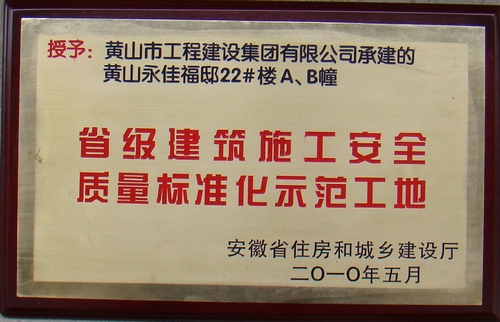 授予：黄山市工程建设集团有限公司承建的
黄山永佳福邸22#楼A、B幢
省级建筑施工安全
质量标准化示范工地
安徽省住房和城乡建设厅
二〇一〇年五月